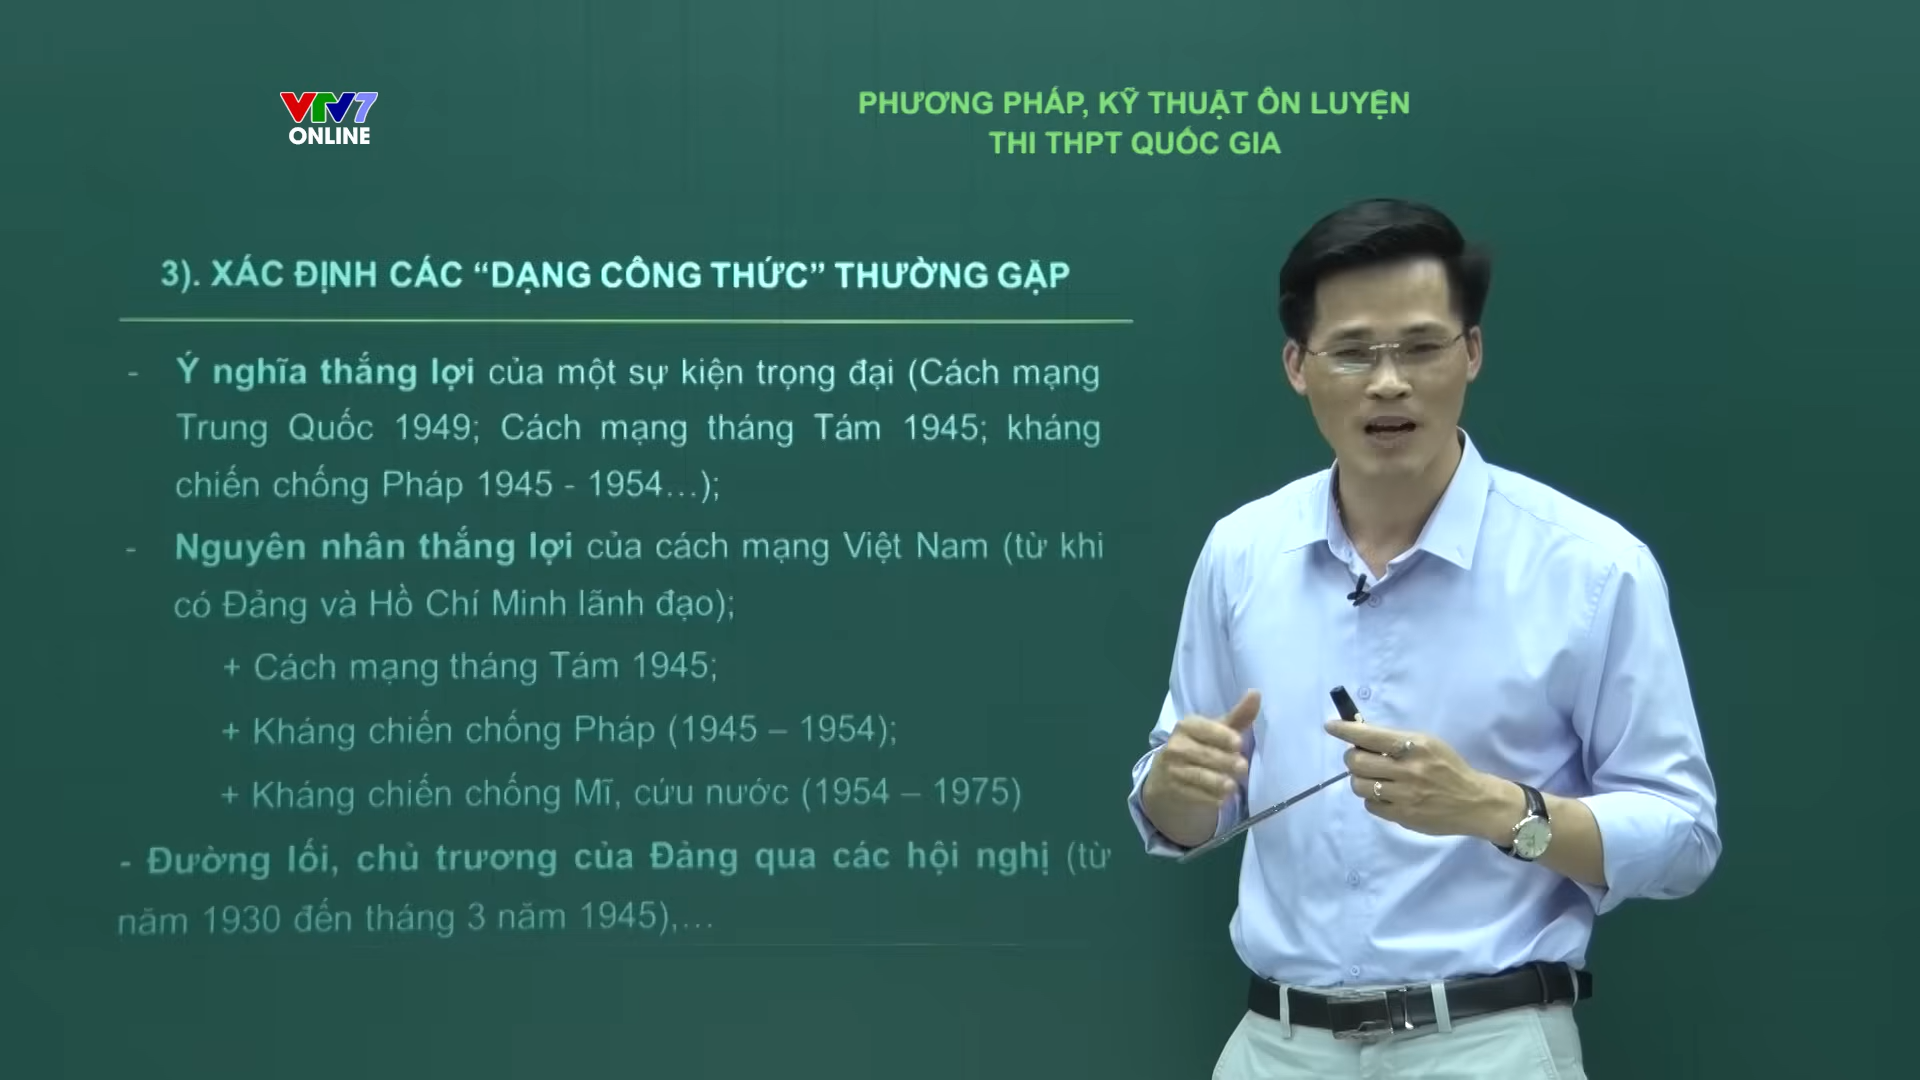 VTV7
ONLINE
PHƯƠNG PHÁP, KỸ THUẬT ÔN LUYỆN
THI THPT QUỐC GIA
3). XÁC ĐỊNH CÁC “DẠNG CÔNG THỨC” THƯỜNG GẶP
- Ý nghĩa thắng lợi của một sự kiện trọng đại (Cách mạng
Trung Quốc 1949; Cách mạng tháng Tám 1945; kháng
chiến chống Pháp 1945 - 1954…);
- Nguyên nhân thắng lợi của cách mạng Việt Nam (từ khi
có Đảng và Hồ Chí Minh lãnh đạo);
+ Cách mạng tháng Tám 1945;
+ Kháng chiến chống Pháp (1945 – 1954);
+ Kháng chiến chống Mĩ, cứu nước (1954 – 1975)
- Đường lối, chủ trương của Đảng qua các hội nghị (từ
năm 1930 đến tháng 3 năm 1945),…